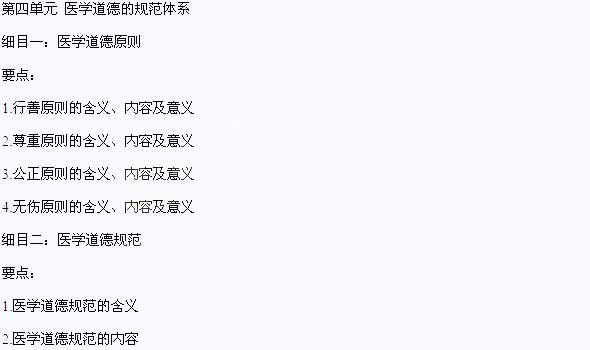 第四单元 医学道德的规范体系
细目一：医学道德原则
要点：
1.行善原则的含义、内容及意义
2.尊重原则的含义、内容及意义
3.公正原则的含义、内容及意义
4.无伤原则的含义、内容及意义
细目二：医学道德规范
要点：
1.医学道德规范的含义
2.医学道德规范的内容